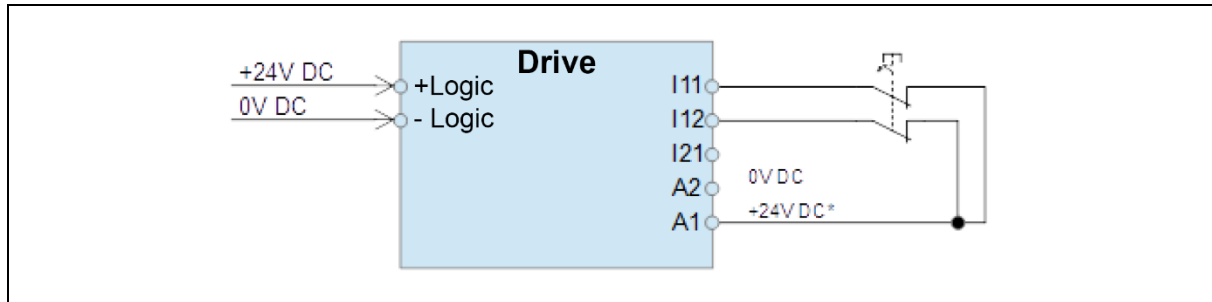 Drive
+24V DC
+Logic
0V DC
- Logic
I11
I12
I21
A2
0V DC
A1
+24V DC*